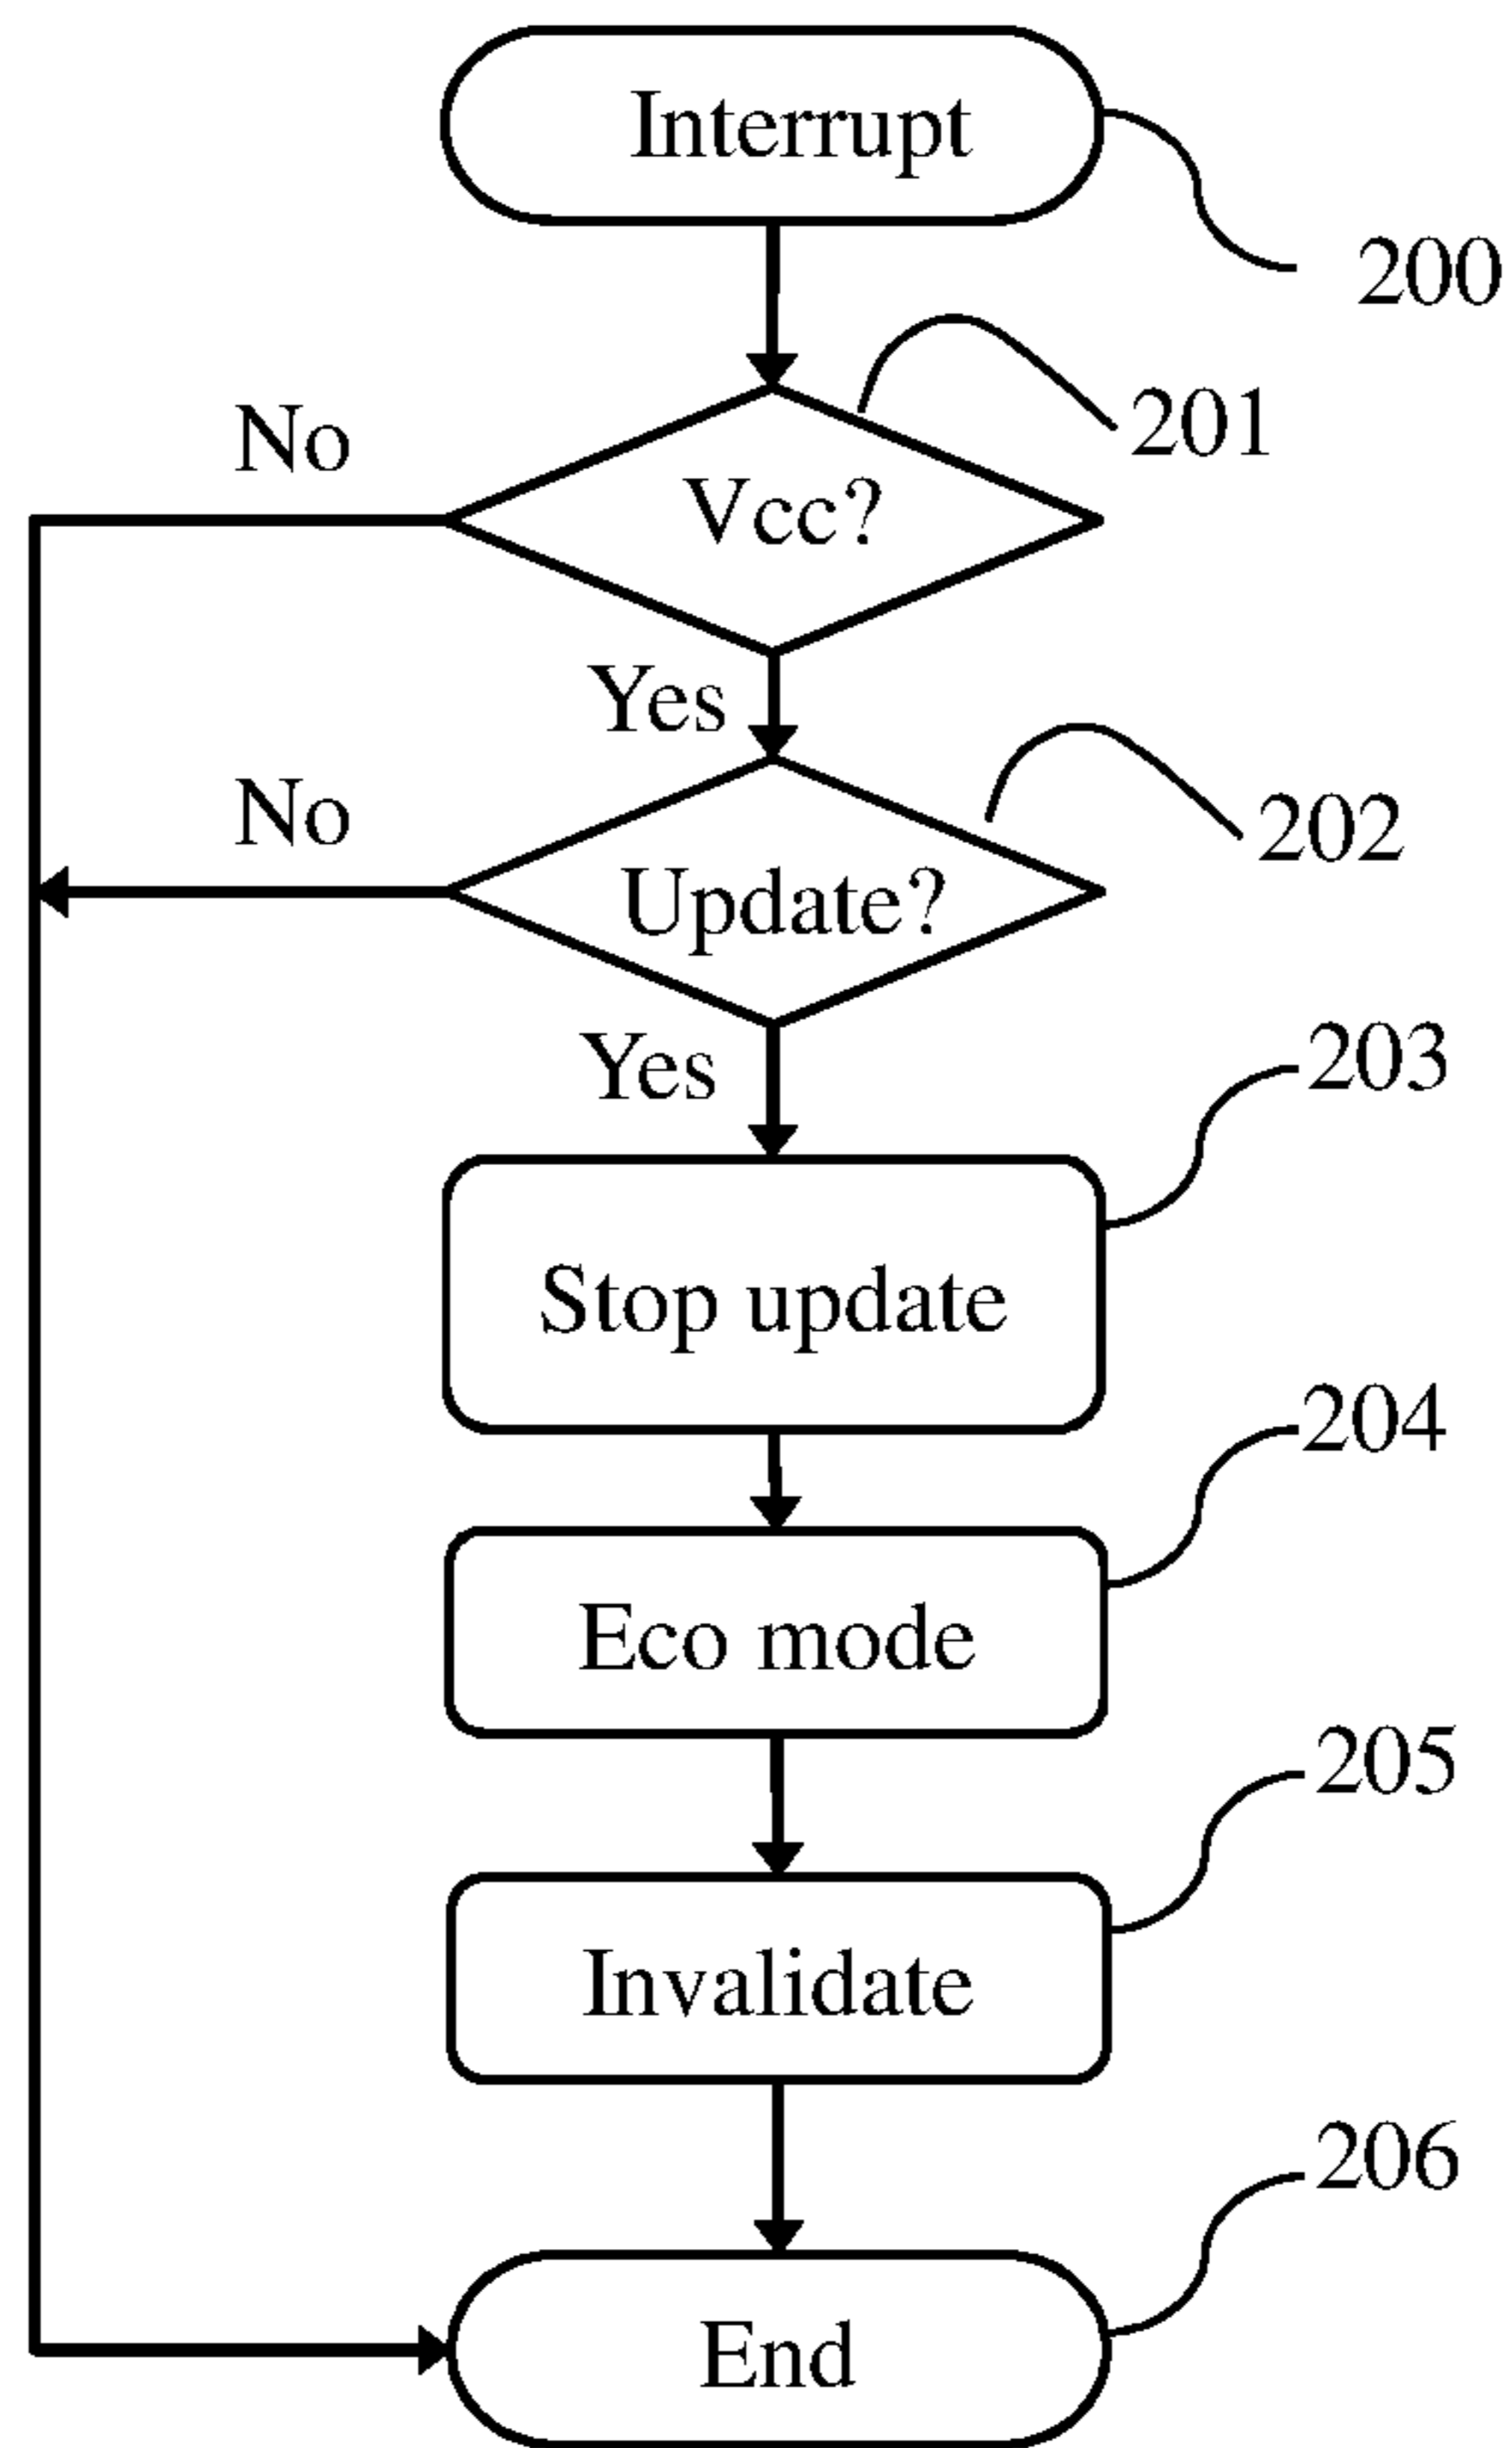 Interrupt
200
201
No
Vcc?
Yes
202
No
Update?
Yes
203
Stop update
204
Eco mode
205
Invalidate
206
End